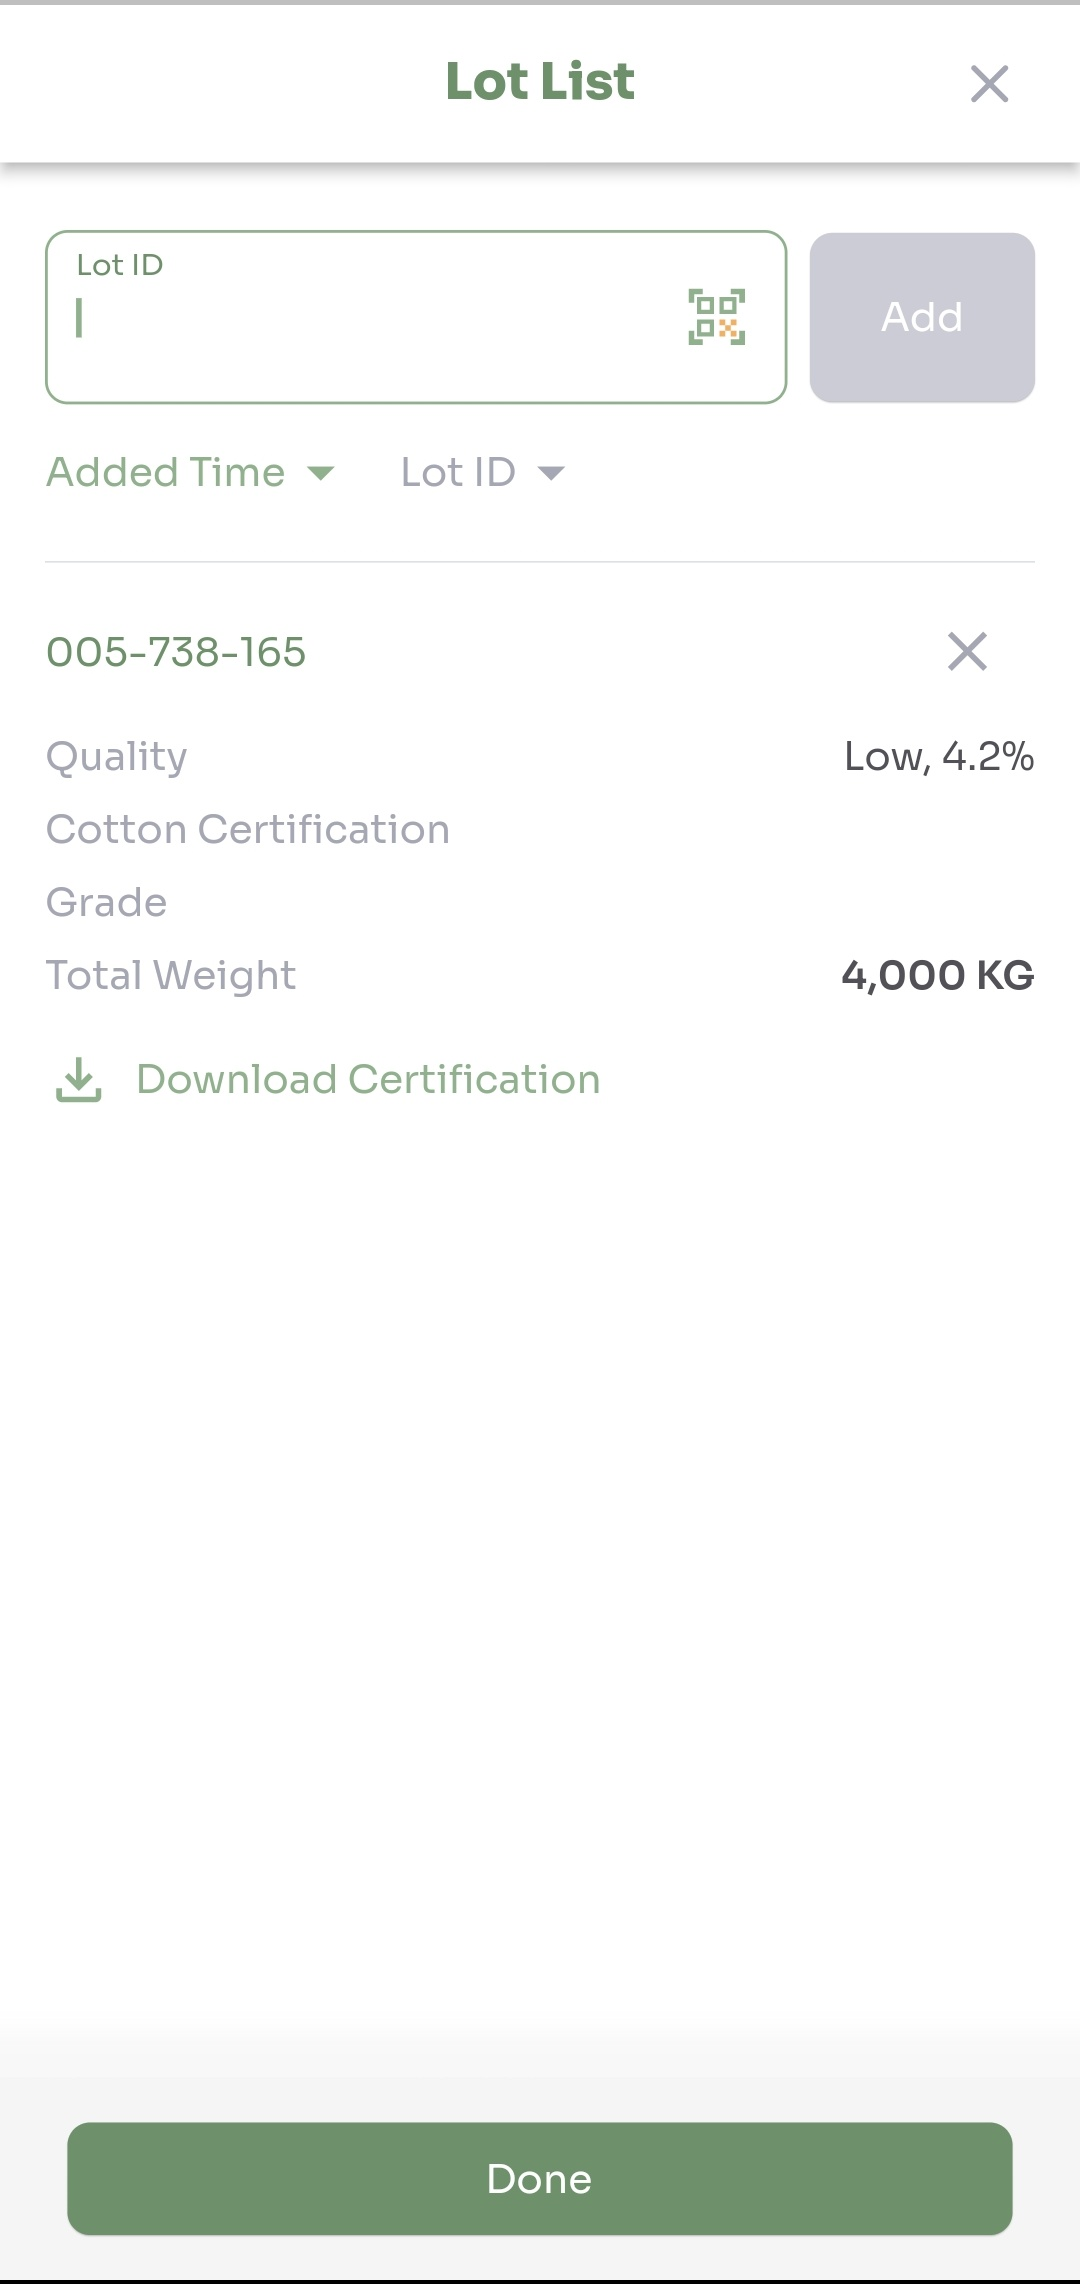 Lot List
Lot ID
Add
Added Time Lot ID
005-738-165
Quality Low, 4.2%
Cotton Certification
Grade
Total Weight 4,000 KG
Download Certification
Done